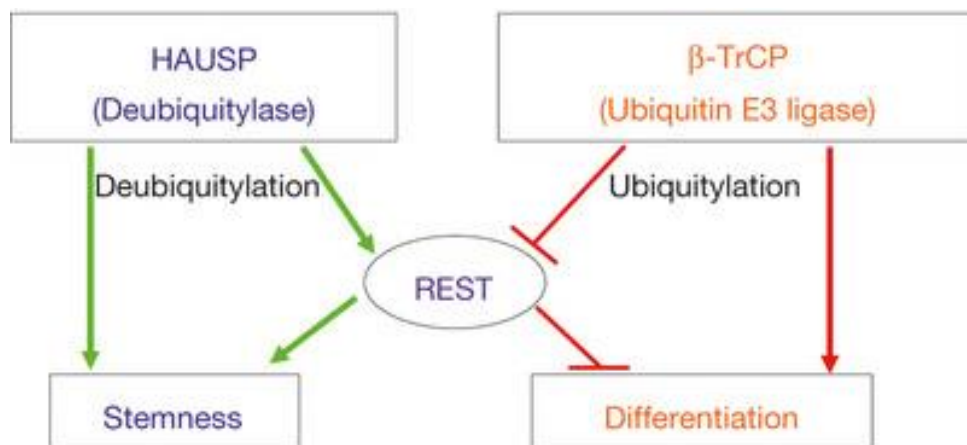 HAUSP
(Deubiquitylase)
β-TrCP
(Ubiquitin E3 ligase)
Deubiquitylation
Ubiquitylation
REST
Stemness
Differentiation